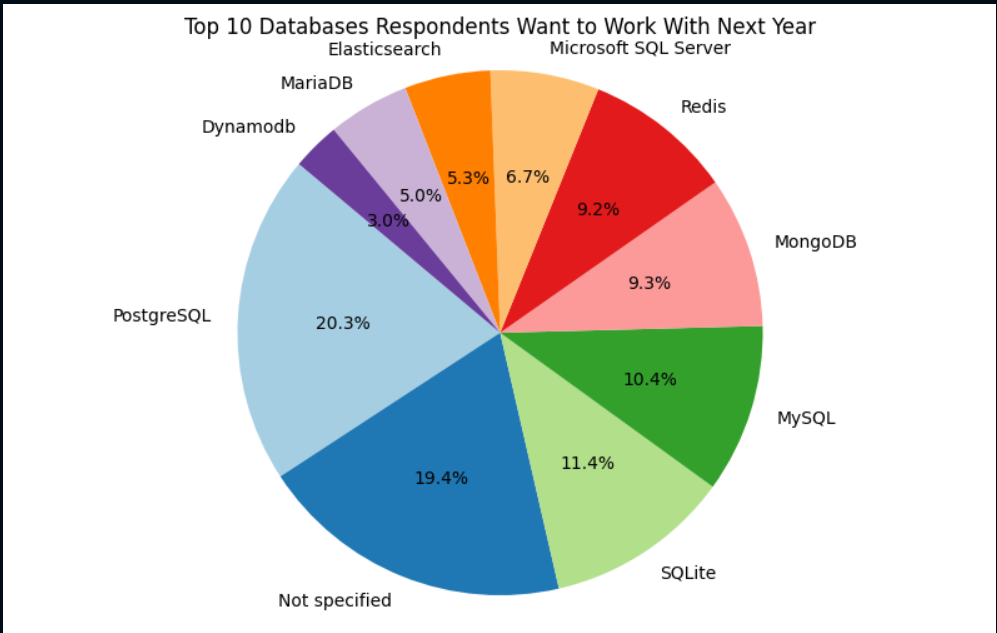 Top 10 Databases Respondents Want to Work With Next Year
Elasticsearch
Microsoft SQL Server
MariaDB
Redis
Dynamodb
5.3%
6.7%
5.0%
9.2%
3.0%
MongoDB
9.3%
PostgreSQL
20.3%
10.4%
MySQL
11.4%
19.4%
SQLite
Not specified